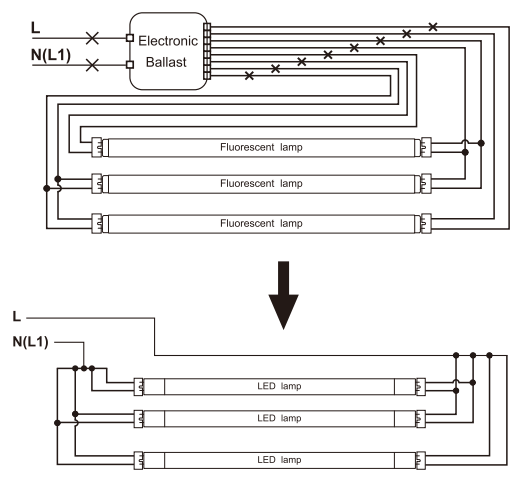 L
N(L1)
Electronic
Ballast
Fluorescent lamp
Fluorescent lamp
Fluorescent lamp
L
N(L1)
LED lamp
LED lamp
LED lamp